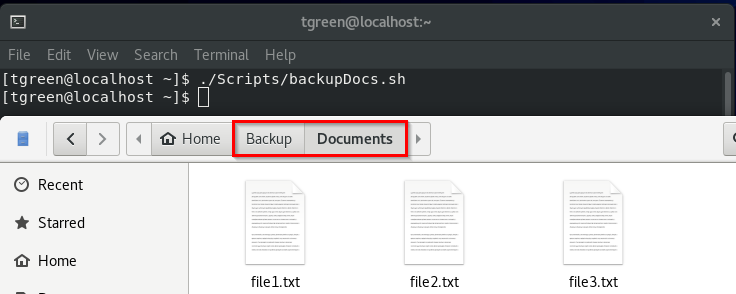 tgreen@localhost:~
File Edit View Search Terminal Help
[tgreen@localhost ~]$ ./Scripts/backupDocs.sh
[tgreen@localhost ~]$
Home Backup Documents
Recent
Starred
Home
file1.txt file2.txt file3.txt